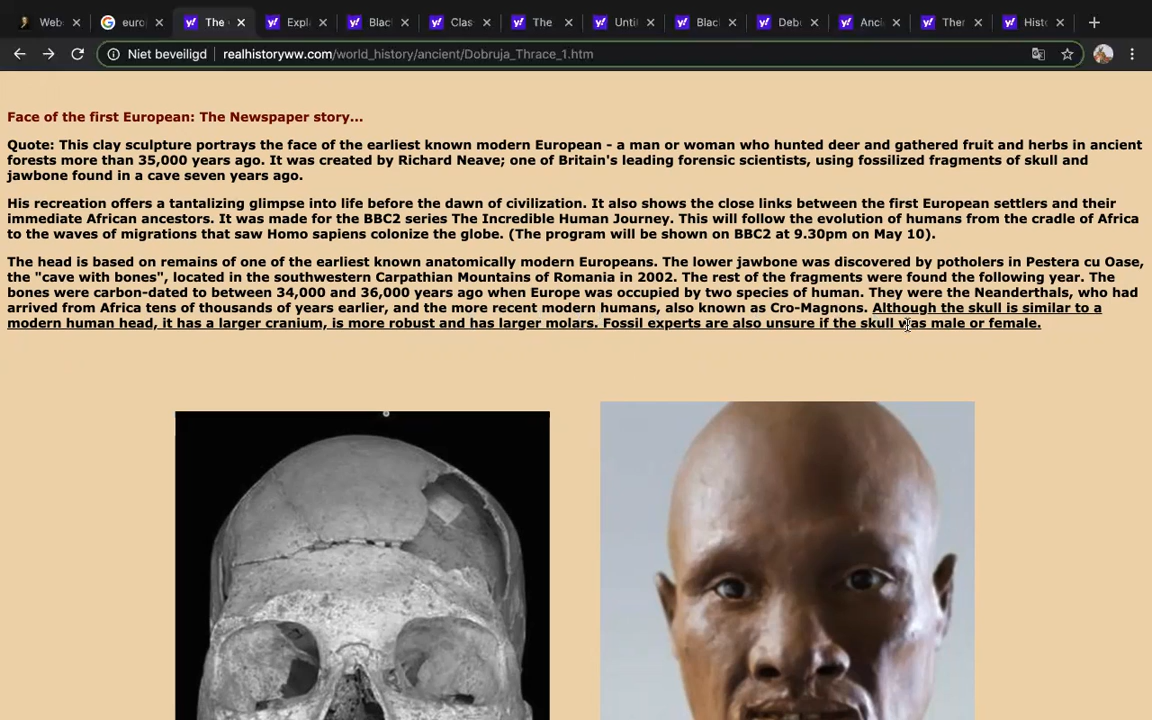 Web:
euro
The
Expl
Blac
Clas
The
Unti
Blac
Deb
Anci
Ther
Hist
Niet beveiligd
realhistoryww.com/world_history/ancient/Dobruja_Thrace_1.htm
Face of the first European: The Newspaper story...
Quote: This clay sculpture portrays the face of the earliest known modern European - a man or woman who hunted deer and gathered fruit and herbs in ancient
forests more than 35,000 years ago. It was created by Richard Neave; one of Britain's leading forensic scientists, using fossilized fragments of skull and
jawbone found in a cave seven years ago.
His recreation offers a tantalizing glimpse into life before the dawn of civilization. It also shows the close links between the first European settlers and their
immediate African ancestors. It was made for the BBC2 series The Incredible Human Journey. This will follow the evolution of humans from the cradle of Africa
to the waves of migrations that saw Homo sapiens colonize the globe. (The program will be shown on BBC2 at 9.30pm on May 10).
The head is based on remains of one of the earliest known anatomically modern Europeans. The lower jawbone was discovered by potholers in Pestera cu Oase,
the "cave with bones", located in the southwestern Carpathian Mountains of Romania in 2002. The rest of the fragments were found the following year. The
bones were carbon-dated to between 34,000 and 36,000 years ago when Europe was occupied by two species of human. They were the Neanderthals, who had
arrived from Africa tens of thousands of years earlier, and the more recent modern humans, also known as Cro-Magnons. Although the skull is similar to a
modern human head, it has a larger cranium, is more robust and has larger molars. Fossil experts are also unsure if the skull was male or female.